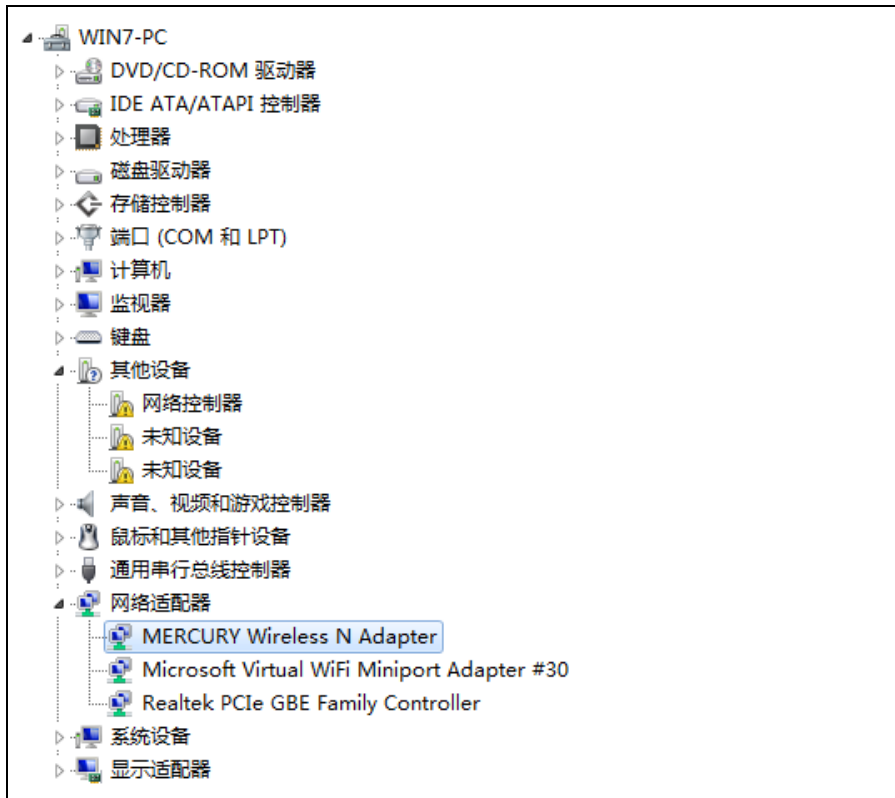 WIN7-PC
DVD/CD-ROM 驱动器
IDE ATA/ATAPI 控制器
处理器
磁盘驱动器
存储控制器
端口 (COM 和 LPT)
计算机
监视器
键盘
其他设备
网络控制器
未知设备
未知设备
声音、视频和游戏控制器
鼠标和其他指针设备
通用串行总线控制器
网络适配器
MERCURY Wireless N Adapter
Microsoft Virtual WiFi Miniport Adapter #30
Realtek PCIe GBE Family Controller
系统设备
显示适配器